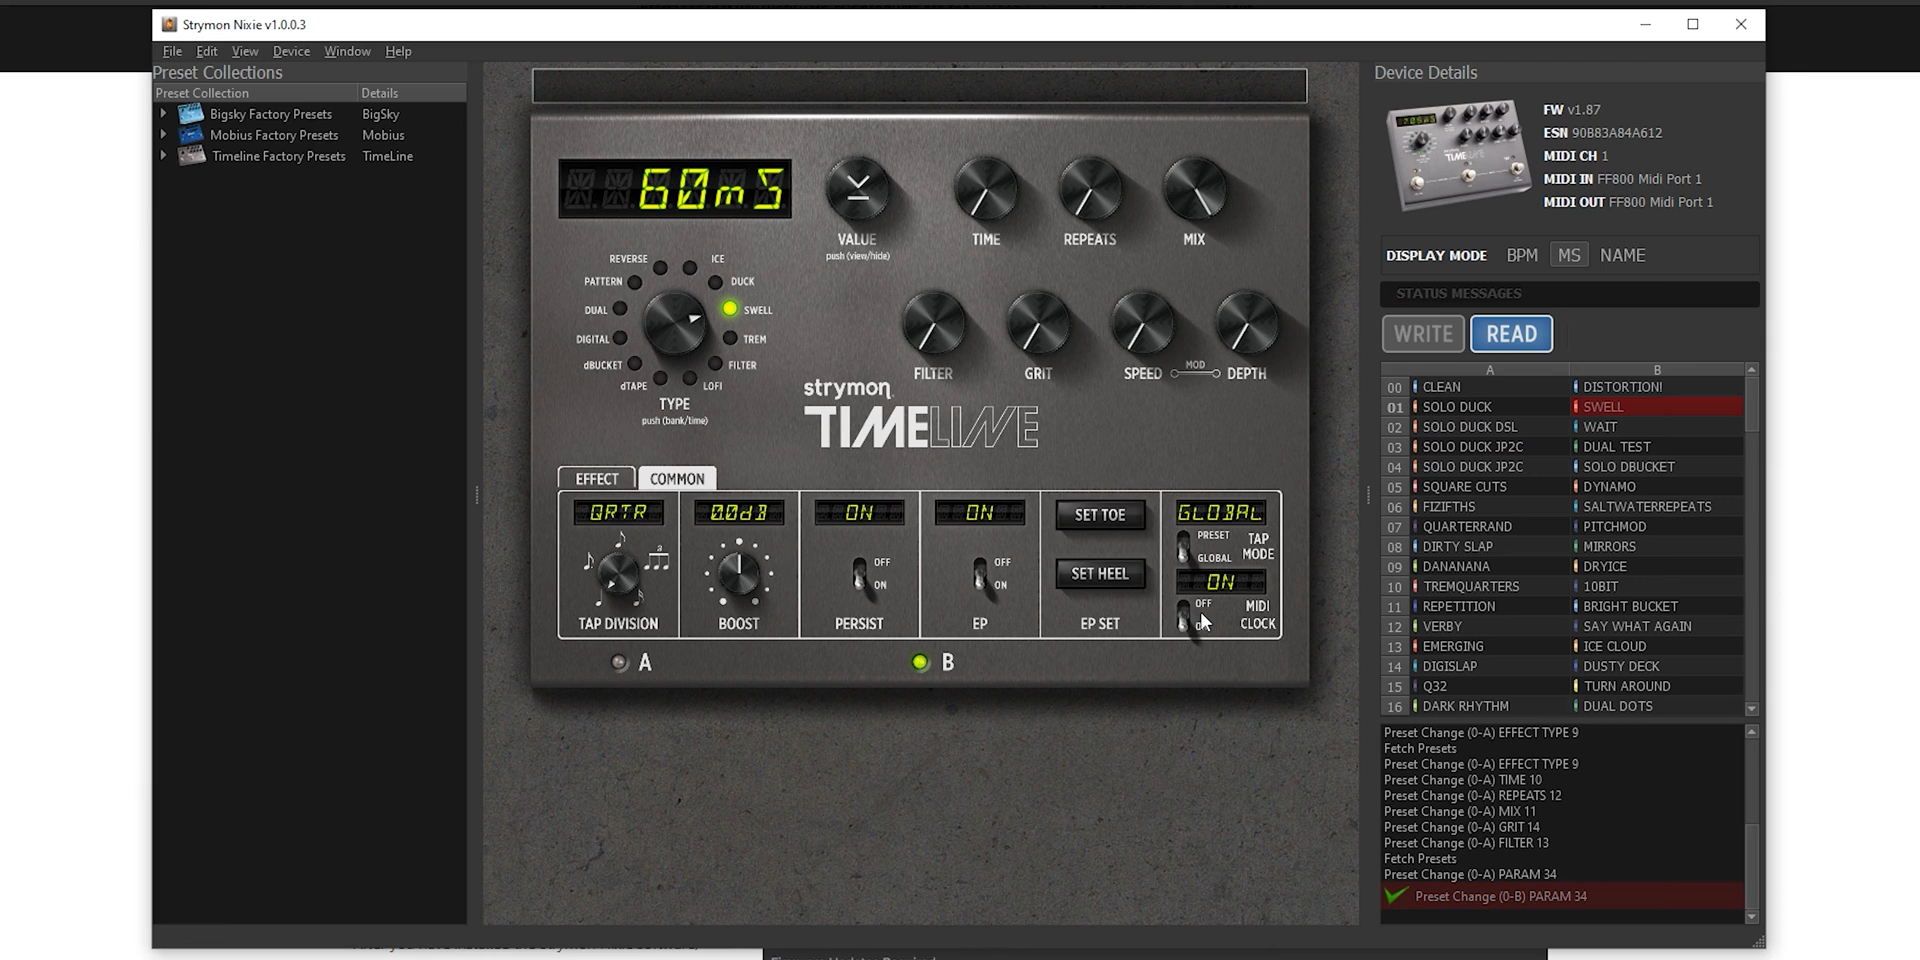 Strymon Nixie v1.0.0.3
File Edit View Device Window Help
Preset Collections
Preset Collection Details
Bigsky Factory Presets BigSky
Mobius Factory Presets Mobius
Timeline Factory Presets TimeLine
60mS
VALUE
push (view/hide)
TIME
REPEATS
MIX
REVERSE
ICE
PATTERN
DUCK
DUAL
SWELL
DIGITAL
TREM
dBUCKET
FILTER
dTAPE
LOFI
TYPE
push (bank/time)
FILTER
GRIT
SPEED
MOD
DEPTH
strymon
TIMELINE
EFFECT
COMMON
QRTR
0.0dB
ON
ON
SET TOE
GLOBAL
PRESET
GLOBAL
TAP
MODE
3
OFF
ON
OFF
ON
SET HEEL
ON
OFF
TAP DIVISION
BOOST
PERSIST
EP
EP SET
MIDI
CLOCK
A
B
Device Details
FW v1.87
ESN 90B83A84A612
MIDI CH 1
MIDI IN FF800 Midi Port 1
MIDI OUT FF800 Midi Port 1
DISPLAY MODE BPM MS NAME
STATUS MESSAGES
WRITE READ
A B
00 CLEAN DISTORTION!
01 SOLO DUCK SWELL
02 SOLO DUCK DSL WAIT
03 SOLO DUCK JP2C DUAL TEST
04 SOLO DUCK JP2C SOLO DBUCKET
05 SQUARE CUTS DYNAMO
06 FIZIFTHS SALTWATERREPEATS
07 QUARTERRAND PITCHMOD
08 DIRTY SLAP MIRRORS
09 DANANANA DRYICE
10 TREMQUARTERS 10BIT
11 REPETITION BRIGHT BUCKET
12 VERBY SAY WHAT AGAIN
13 EMERGING ICE CLOUD
14 DIGISLAP DUSTY DECK
15 Q32 TURN AROUND
16 DARK RHYTHM DUAL DOTS
Preset Change (0-A) EFFECT TYPE 9
Fetch Presets
Preset Change (0-A) EFFECT TYPE 9
Preset Change (0-A) TIME 10
Preset Change (0-A) REPEATS 12
Preset Change (0-A) MIX 11
Preset Change (0-A) GRIT 14
Preset Change (0-A) FILTER 13
Fetch Presets
Preset Change (0-A) PARAM 34
Preset Change (0-B) PARAM 34